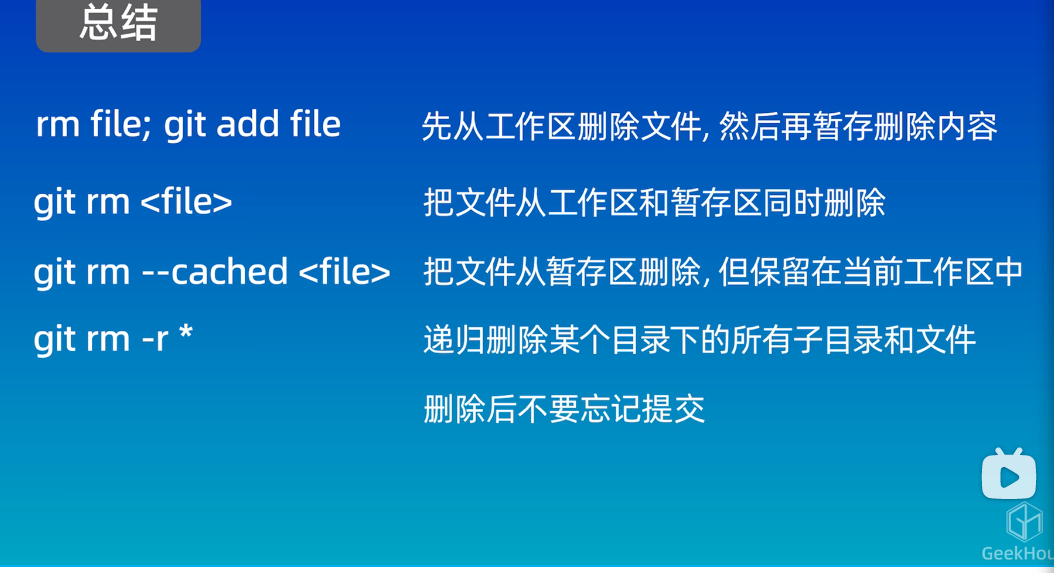 总结
rm file; git add file 先从工作区删除文件, 然后再暂存删除内容
git rm <file> 把文件从工作区和暂存区同时删除
git rm --cached <file> 把文件从暂存区删除, 但保留在当前工作区中
git rm -r * 递归删除某个目录下的所有子目录和文件
删除后不要忘记提交
GeekHou